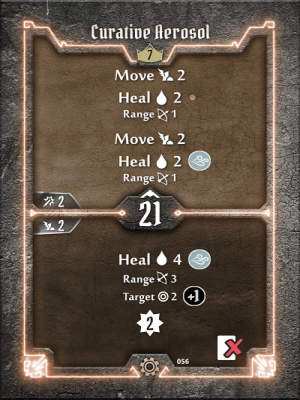 Curative Aerosol
7
Move 2
Heal 2
Range 1
Move 2
Heal 2
Range 1
2
21
2
Heal 4
Range 3
Target 2 +1
2
056